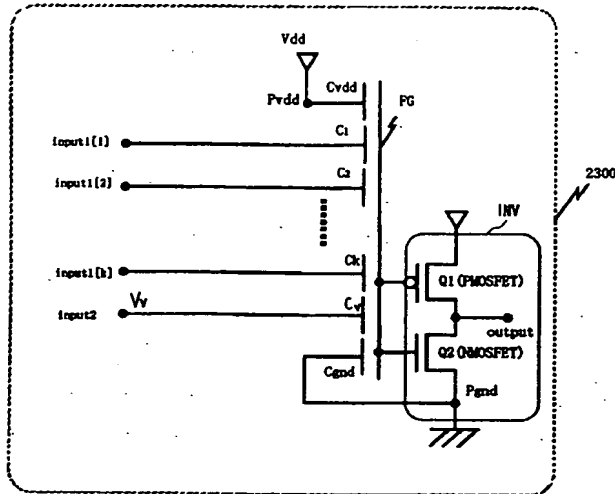 Vdd
Cvdd
Pvdd
FG
input1[1]
C1
input1[2]
C2
2300
INV
input1[k]
Ck
Q1(PMOSFET)
input2
Vv
Cv
output
Q2(NMOSFET)
Cgnd
Pgnd